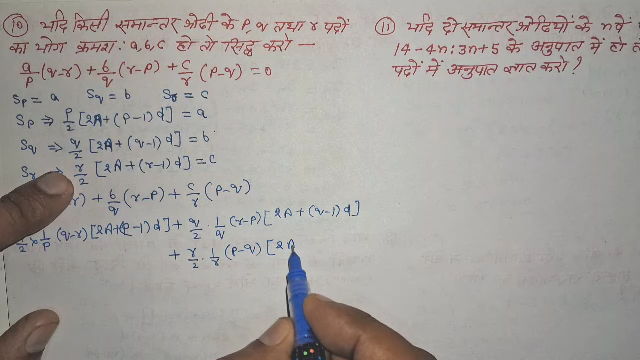 ⑩ यदि किसी समान्तर श्रेढी के P, q तथा r पदों
का योग क्रमश: a, b, c हो तो सिद्ध करो —
a/p (q-r) + b/q (r-p) + c/r (p-q) = 0
Sp = a   Sq = b   Sr = c
Sp ⇒ p/2 [2A+(p-1)d] = a
Sq ⇒ q/2 [2A+(q-1)d] = b
Sr ⇒ r/2 [2A+(r-1)d] = c
r) + b/q (r-p) + c/r (p-q)
/2 × 1/p (q-r) [2A+(p-1)d] + q/2 · 1/q (r-p) [2A+(q-1)d]
+ r/2 · 1/r (p-q) [2A
⑪ यदि दो समान्तर श्रेढियों के n
14-4n : 3n+5 के अनुपात में हो
पदों में अनुपात ज्ञात करो ?